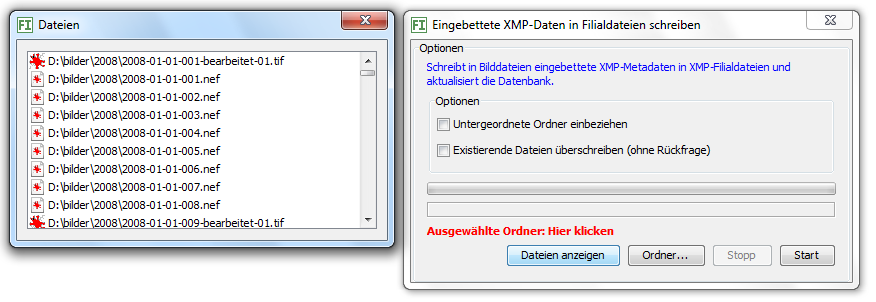 FI Dateien
D:\bilder\2008\2008-01-01-001-bearbeitet-01.tif
D:\bilder\2008\2008-01-01-001.nef
D:\bilder\2008\2008-01-01-002.nef
D:\bilder\2008\2008-01-01-003.nef
D:\bilder\2008\2008-01-01-004.nef
D:\bilder\2008\2008-01-01-005.nef
D:\bilder\2008\2008-01-01-006.nef
D:\bilder\2008\2008-01-01-007.nef
D:\bilder\2008\2008-01-01-008.nef
D:\bilder\2008\2008-01-01-009-bearbeitet-01.tif
FI Eingebettete XMP-Daten in Filialdateien schreiben
Optionen
Schreibt in Bilddateien eingebettete XMP-Metadaten in XMP-Filialdateien und
aktualisiert die Datenbank.
Optionen
Untergeordnete Ordner einbeziehen
Existierende Dateien überschreiben (ohne Rückfrage)
Ausgewählte Ordner: Hier klicken
Dateien anzeigen Ordner... Stopp Start